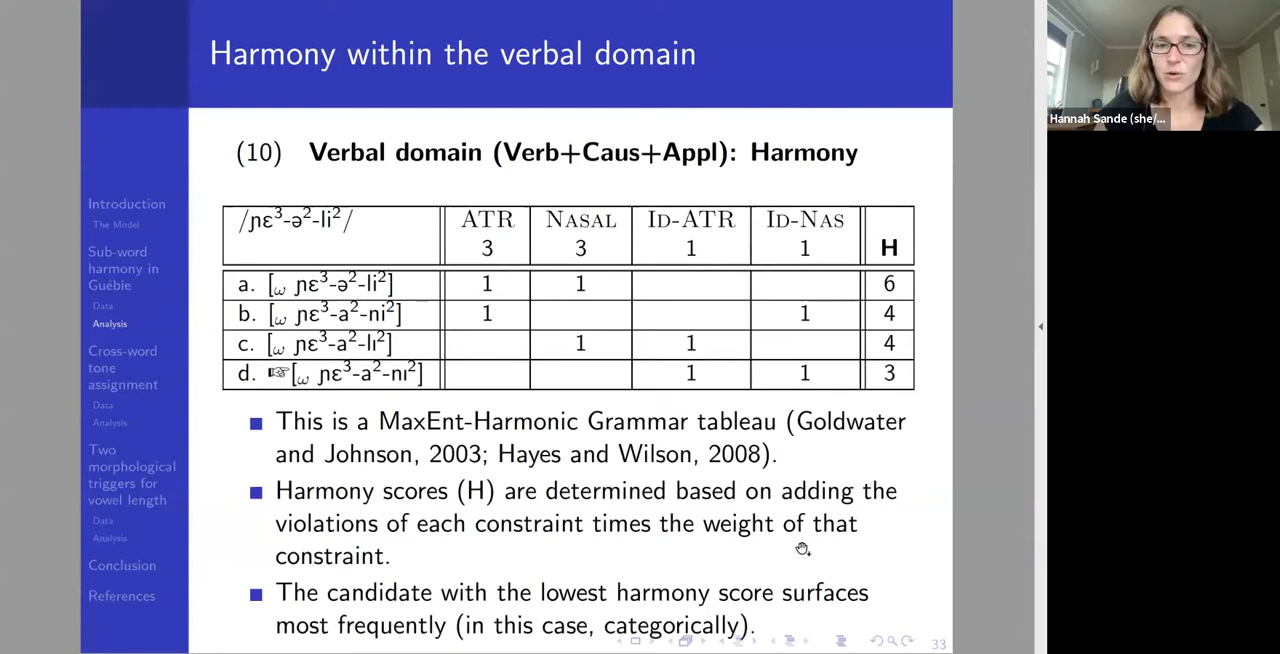 Harmony within the verbal domain
Hannah Sande (she/...
(10) Verbal domain (Verb+Caus+Appl): Harmony
/ɲɛ³-ə²-li²/ ATR NASAL ID-ATR ID-NAS
3 3 1 1 H
a. [ω ɲɛ³-ə²-li²] 1 1 6
b. [ω ɲɛ³-a²-ni²] 1 1 4
c. [ω ɲɛ³-a²-lɪ²] 1 1 4
d. ☞[ω ɲɛ³-a²-nɪ²] 1 1 3
■ This is a MaxEnt-Harmonic Grammar tableau (Goldwater
and Johnson, 2003; Hayes and Wilson, 2008).
■ Harmony scores (H) are determined based on adding the
violations of each constraint times the weight of that
constraint.
■ The candidate with the lowest harmony score surfaces
most frequently (in this case, categorically).
Introduction
The Model
Sub-word
harmony in
Guébie
Data
Analysis
Cross-word
tone
assignment
Data
Analysis
Two
morphological
triggers for
vowel length
Data
Analysis
Conclusion
References
33